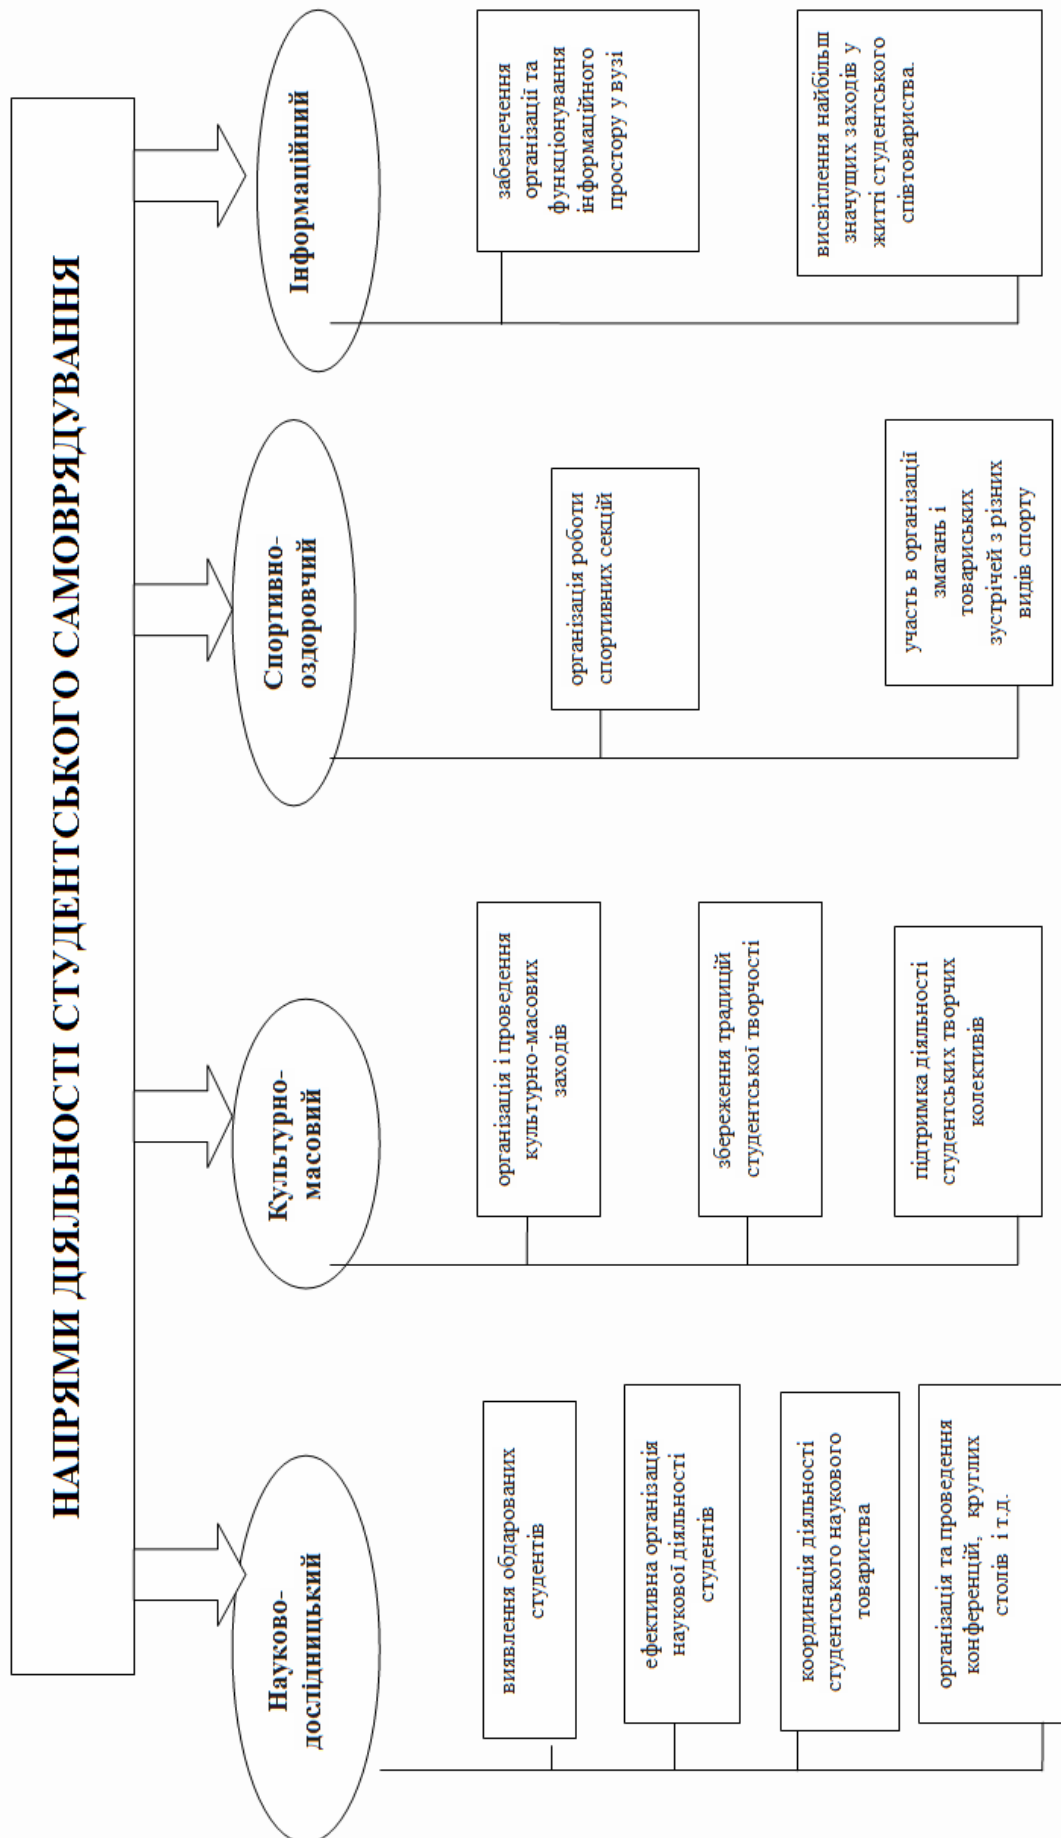 НАПРЯМИ ДІЯЛЬНОСТІ СТУДЕНТСЬКОГО САМОВРЯДУВАННЯ
Науково-
дослідницький
виявлення обдарованих
студентів
ефективна організація
наукової діяльності
студентів
координація діяльності
студентського наукового
товариства
організація та проведення
конференцій, круглих
столів і т.д.
Культурно-
масовий
організація і проведення
культурно-масових
заходів
збереження традицій
студентської творчості
підтримка діяльності
студентських творчих
колективів
Спортивно-
оздоровчий
організація роботи
спортивних секцій
участь в організації
змагань і
товариських
зустрічей з різних
видів спорту
Інформаційний
забезпечення
організації та
функціонування
інформаційного
простору у вузі
висвітлення найбільш
значущих заходів у
житті студентського
співтовариства.